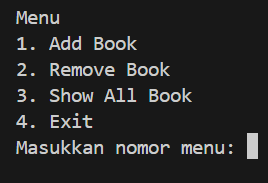 Menu
1. Add Book
2. Remove Book
3. Show All Book
4. Exit
Masukkan nomor menu: